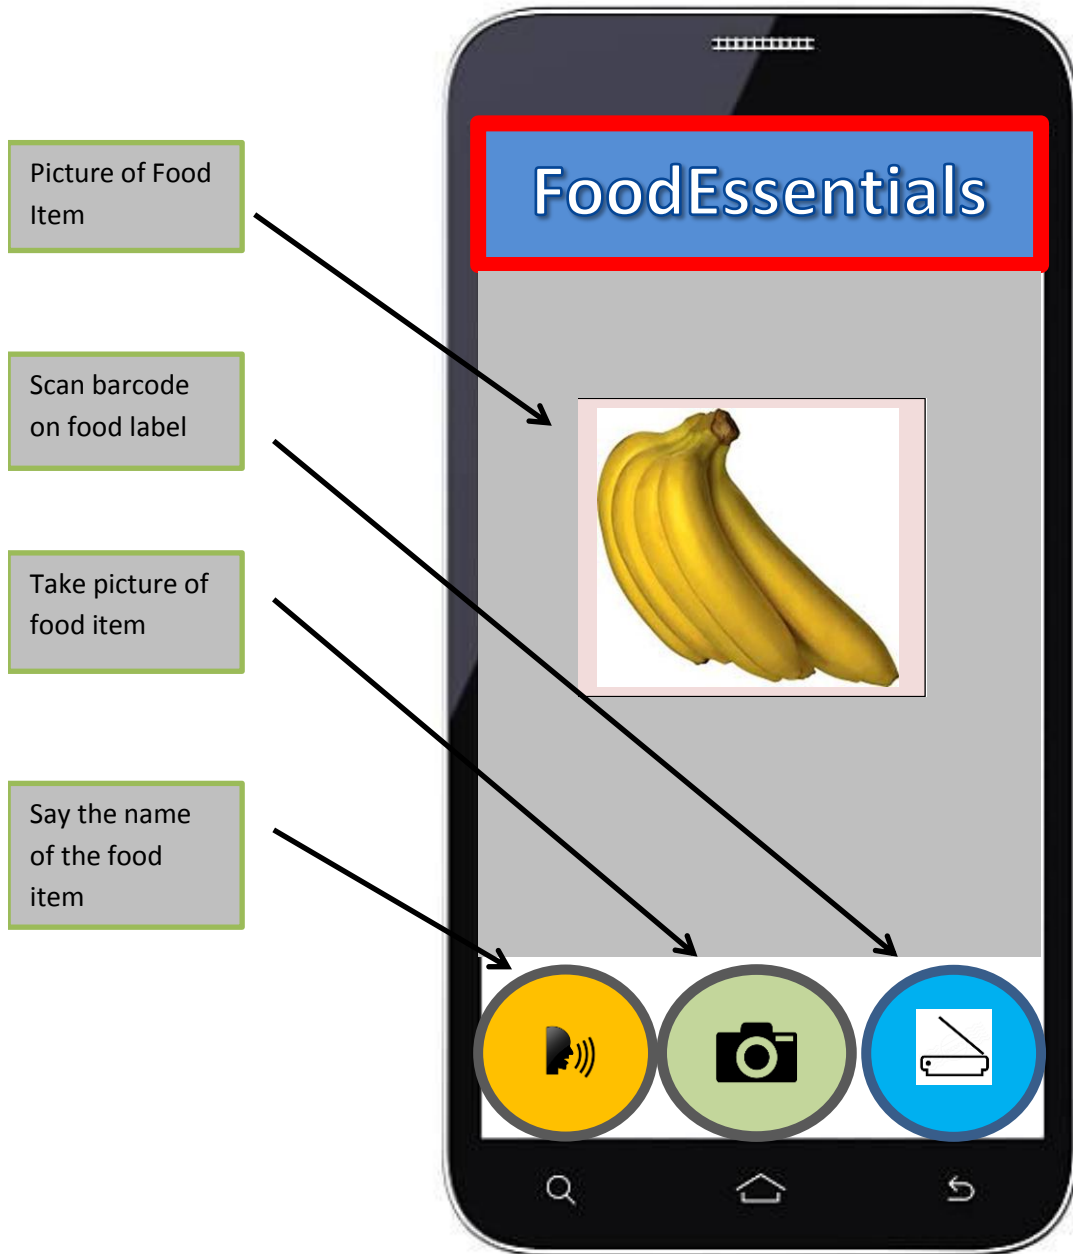 FoodEssentials
Picture of Food
Item
Scan barcode
on food label
Take picture of
food item
Say the name
of the food
item